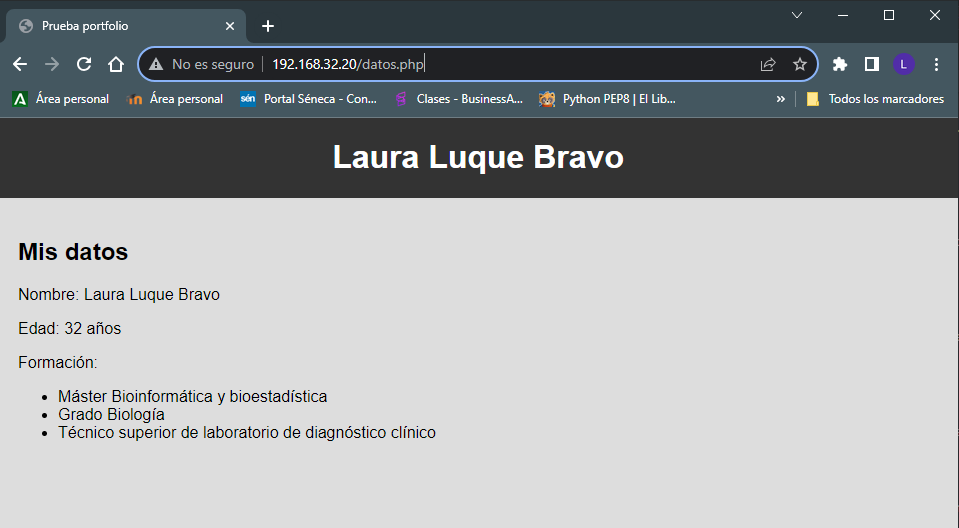 Prueba portfolio
No es seguro 192.168.32.20/datos.php
Área personal Área personal sén Portal Séneca - Con... Clases - BusinessA... Python PEP8 | El Lib... » Todos los marcadores
L
Laura Luque Bravo
Mis datos
Nombre: Laura Luque Bravo
Edad: 32 años
Formación:
Máster Bioinformática y bioestadística
Grado Biología
Técnico superior de laboratorio de diagnóstico clínico